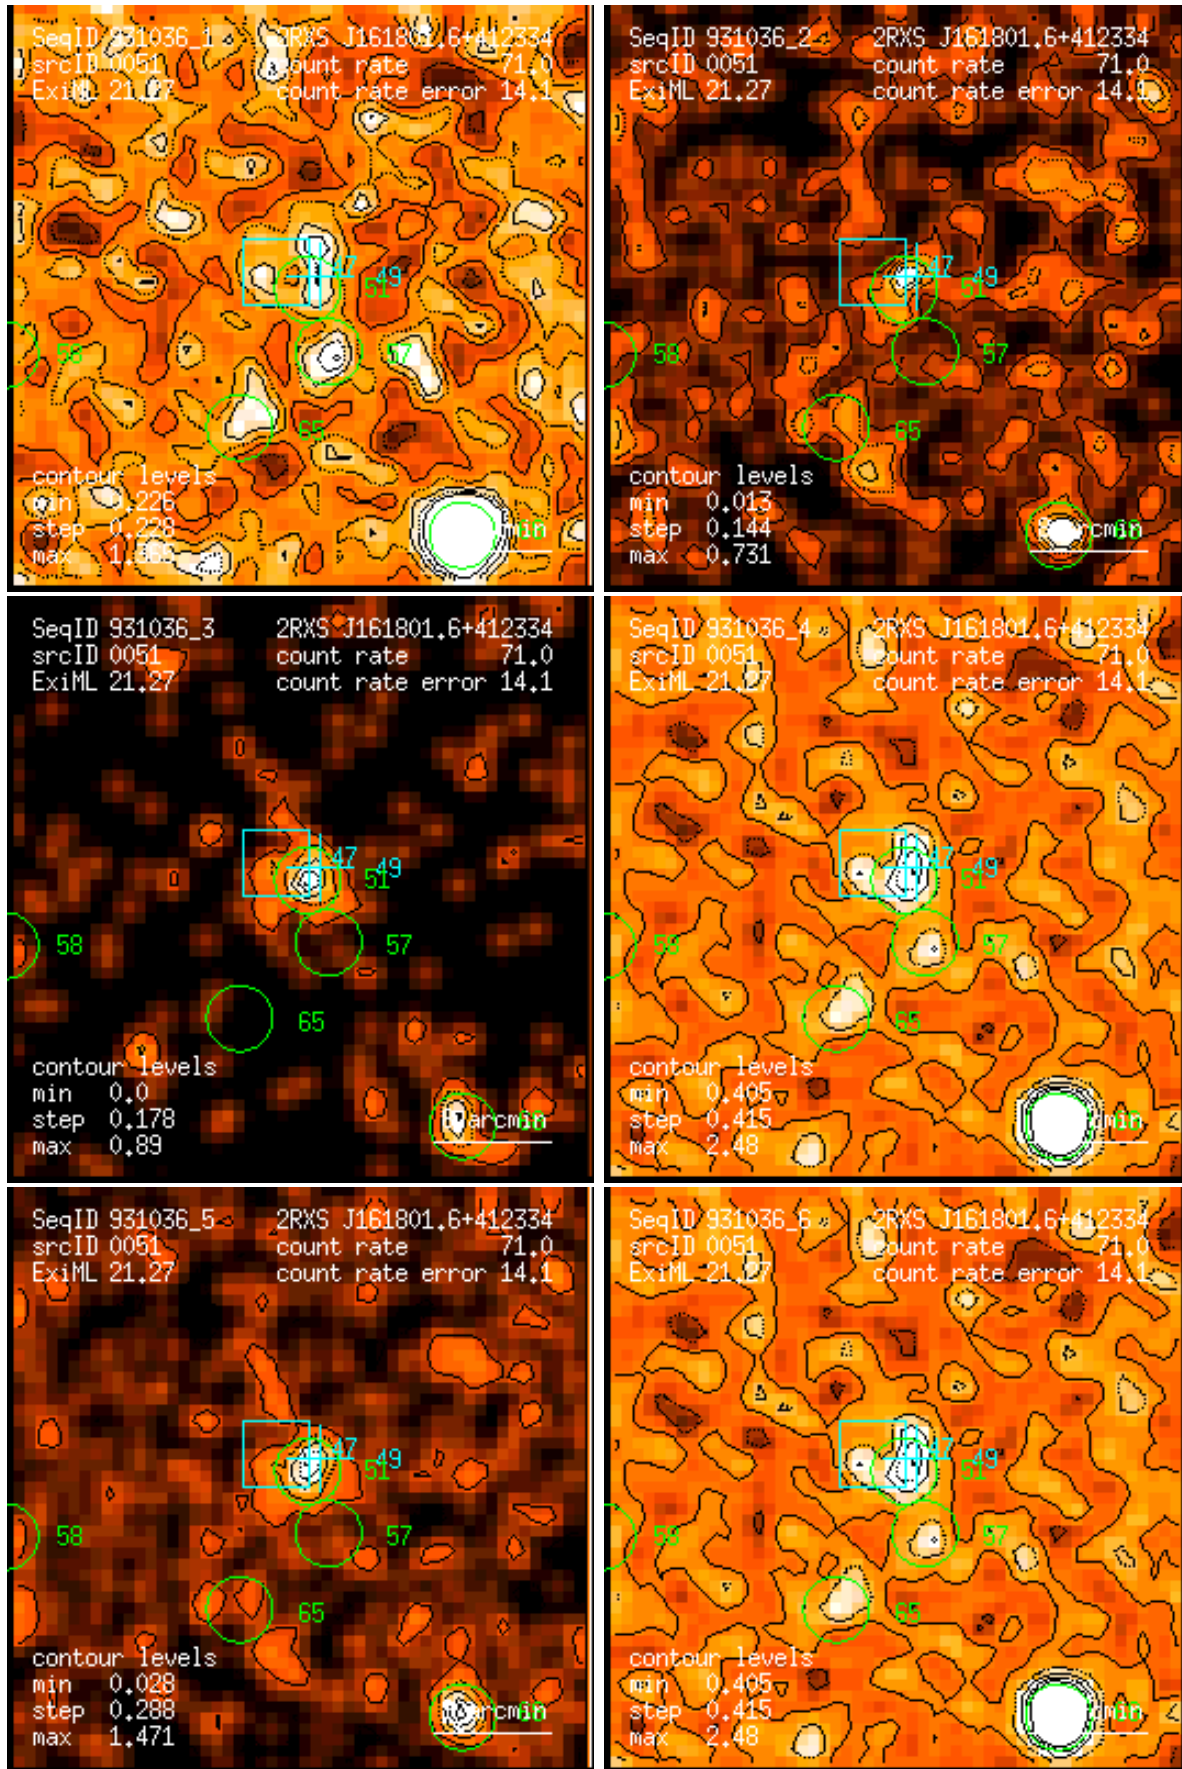 SeqID 931036_1 2RXS J161801.6+412334
srcID 0051 count rate 71.0
ExiML 21.27 count rate error 14.1
47 49
51
58 57
65
contour levels
min 0.226
step 0.228
max
min
SeqID 931036_2 2RXS J161801.6+412334
srcID 0051 count rate 71.0
ExiML 21.27 count rate error 14.1
47 49
51
58 57
65
contour levels
min 0.013
step 0.144 arcmin
max 0.731
SeqID 931036_3 2RXS J161801.6+412334
srcID 0051 count rate 71.0
ExiML 21.27 count rate error 14.1
47 49
51
58 57
65
contour levels
min 0.0
step 0.178 arcmin
max 0.89
SeqID 931036_4 2RXS J161801.6+412334
srcID 0051 count rate 71.0
ExiML 21.27 count rate error 14.1
47 49
51
58 57
65
contour levels
min 0.405
step 0.415
max 2.48
SeqID 931036_5 2RXS J161801.6+412334
srcID 0051 count rate 71.0
ExiML 21.27 count rate error 14.1
47 49
51
58 57
65
contour levels
min 0.028
step 0.288 arcmin
max 1.471
SeqID 931036_6 2RXS J161801.6+412334
srcID 0051 count rate 71.0
ExiML 21.27 count rate error 14.1
47 49
51
58 57
65
contour levels
min 0.405
step 0.415
max 2.48